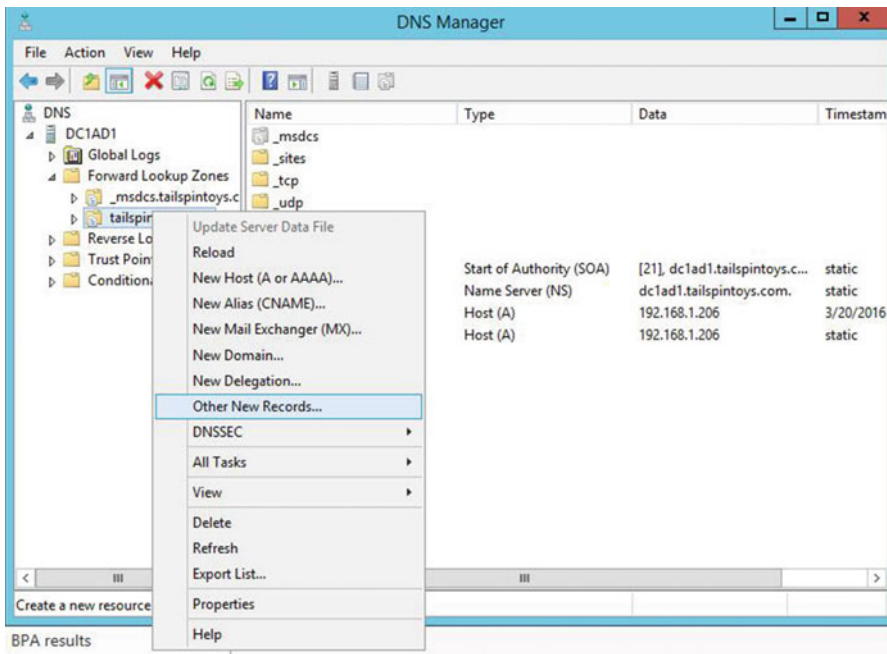 DNS Manager
File Action View Help
DNS
DC1AD1
Global Logs
Forward Lookup Zones
_msdcs.tailspintoys.c
tailspin
Reverse Lo
Trust Poin
Condition
Name Type Data Timestam
_msdcs
_sites
_tcp
_udp
Start of Authority (SOA) [21], dc1ad1.tailspintoys.c... static
Name Server (NS) dc1ad1.tailspintoys.com. static
Host (A) 192.168.1.206 3/20/2016
Host (A) 192.168.1.206 static
Update Server Data File
Reload
New Host (A or AAAA)...
New Alias (CNAME)...
New Mail Exchanger (MX)...
New Domain...
New Delegation...
Other New Records...
DNSSEC
All Tasks
View
Delete
Refresh
Export List...
Properties
Help
Create a new resource
BPA results